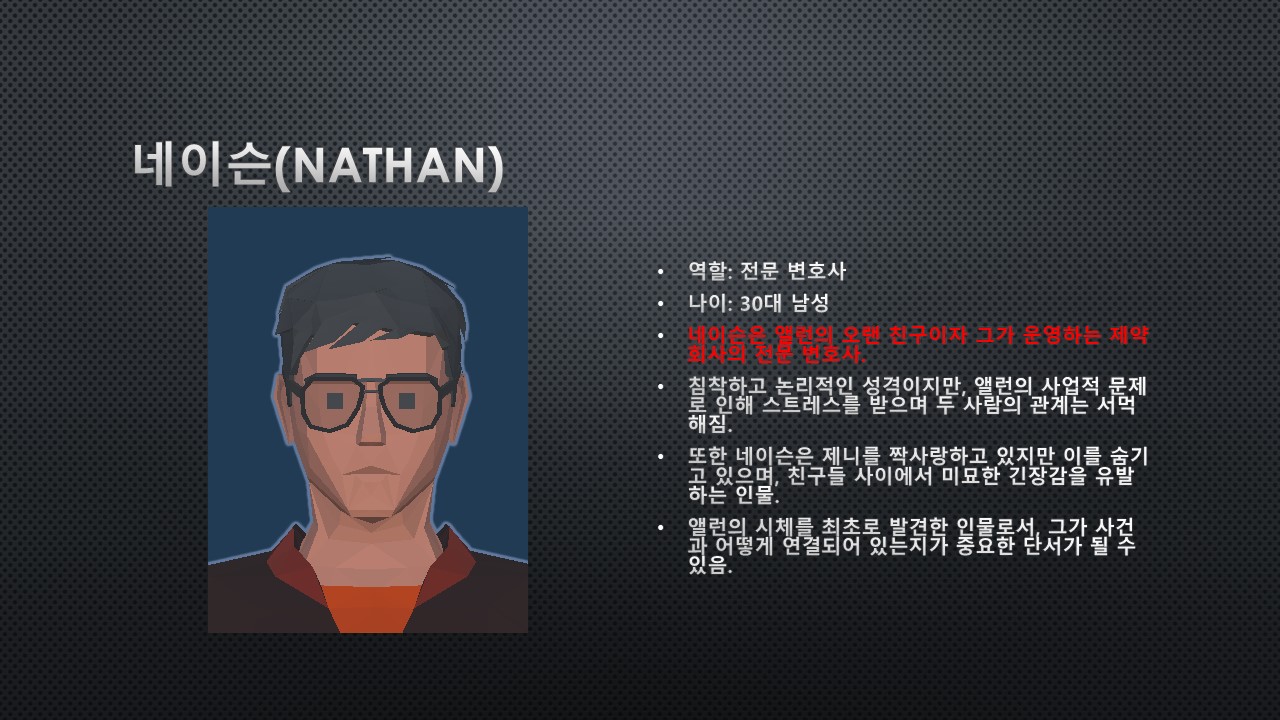 네이슨(NATHAN)
• 역할: 전문 변호사
• 나이: 30대 남성
• 네이슨은 앨런의 오랜 친구이자 그가 운영하는 제약
회사의 전문 변호사.
• 침착하고 논리적인 성격이지만, 앨런의 사업적 문제
로 인해 스트레스를 받으며 두 사람의 관계는 서먹
해짐.
• 또한 네이슨은 제니를 짝사랑하고 있지만 이를 숨기
고 있으며, 친구들 사이에서 미묘한 긴장감을 유발
하는 인물.
• 앨런의 시체를 최초로 발견한 인물로서, 그가 사건
과 어떻게 연결되어 있는지가 중요한 단서가 될 수
있음.